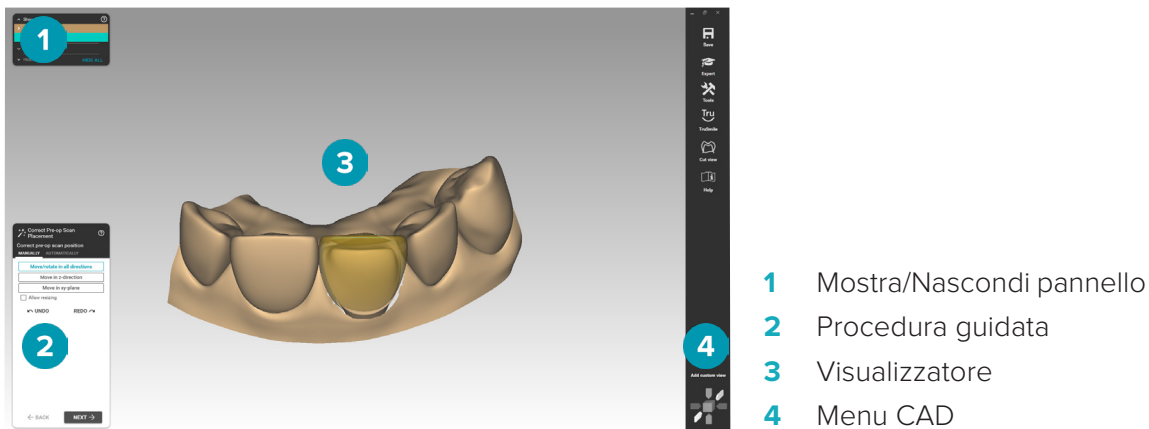 1
HIDE ALL
Save
Expert
Tools
Tru
TruSmile
Cut view
Help
3
Correct Pre-op Scan
Placement
Correct pre-op scan position
MANUALLY AUTOMATICALLY
Move/rotate in all directions
Move in z-direction
Move in xy-plane
Allow resizing
UNDO REDO
2
← BACK NEXT →
4
Add custom view
1 Mostra/Nascondi pannello
2 Procedura guidata
3 Visualizzatore
4 Menu CAD